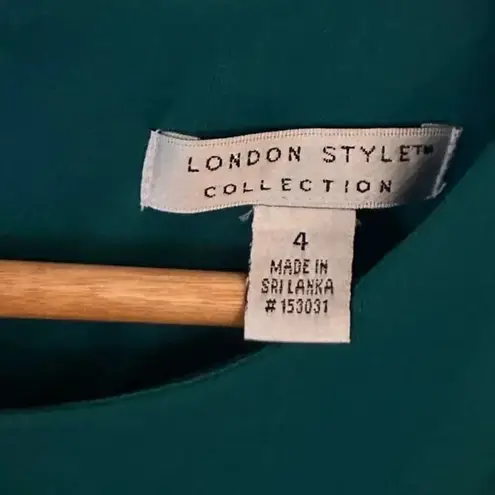 LONDON STYLE™
COLLECTION
4
MADE IN
SRI LANKA
# 153031